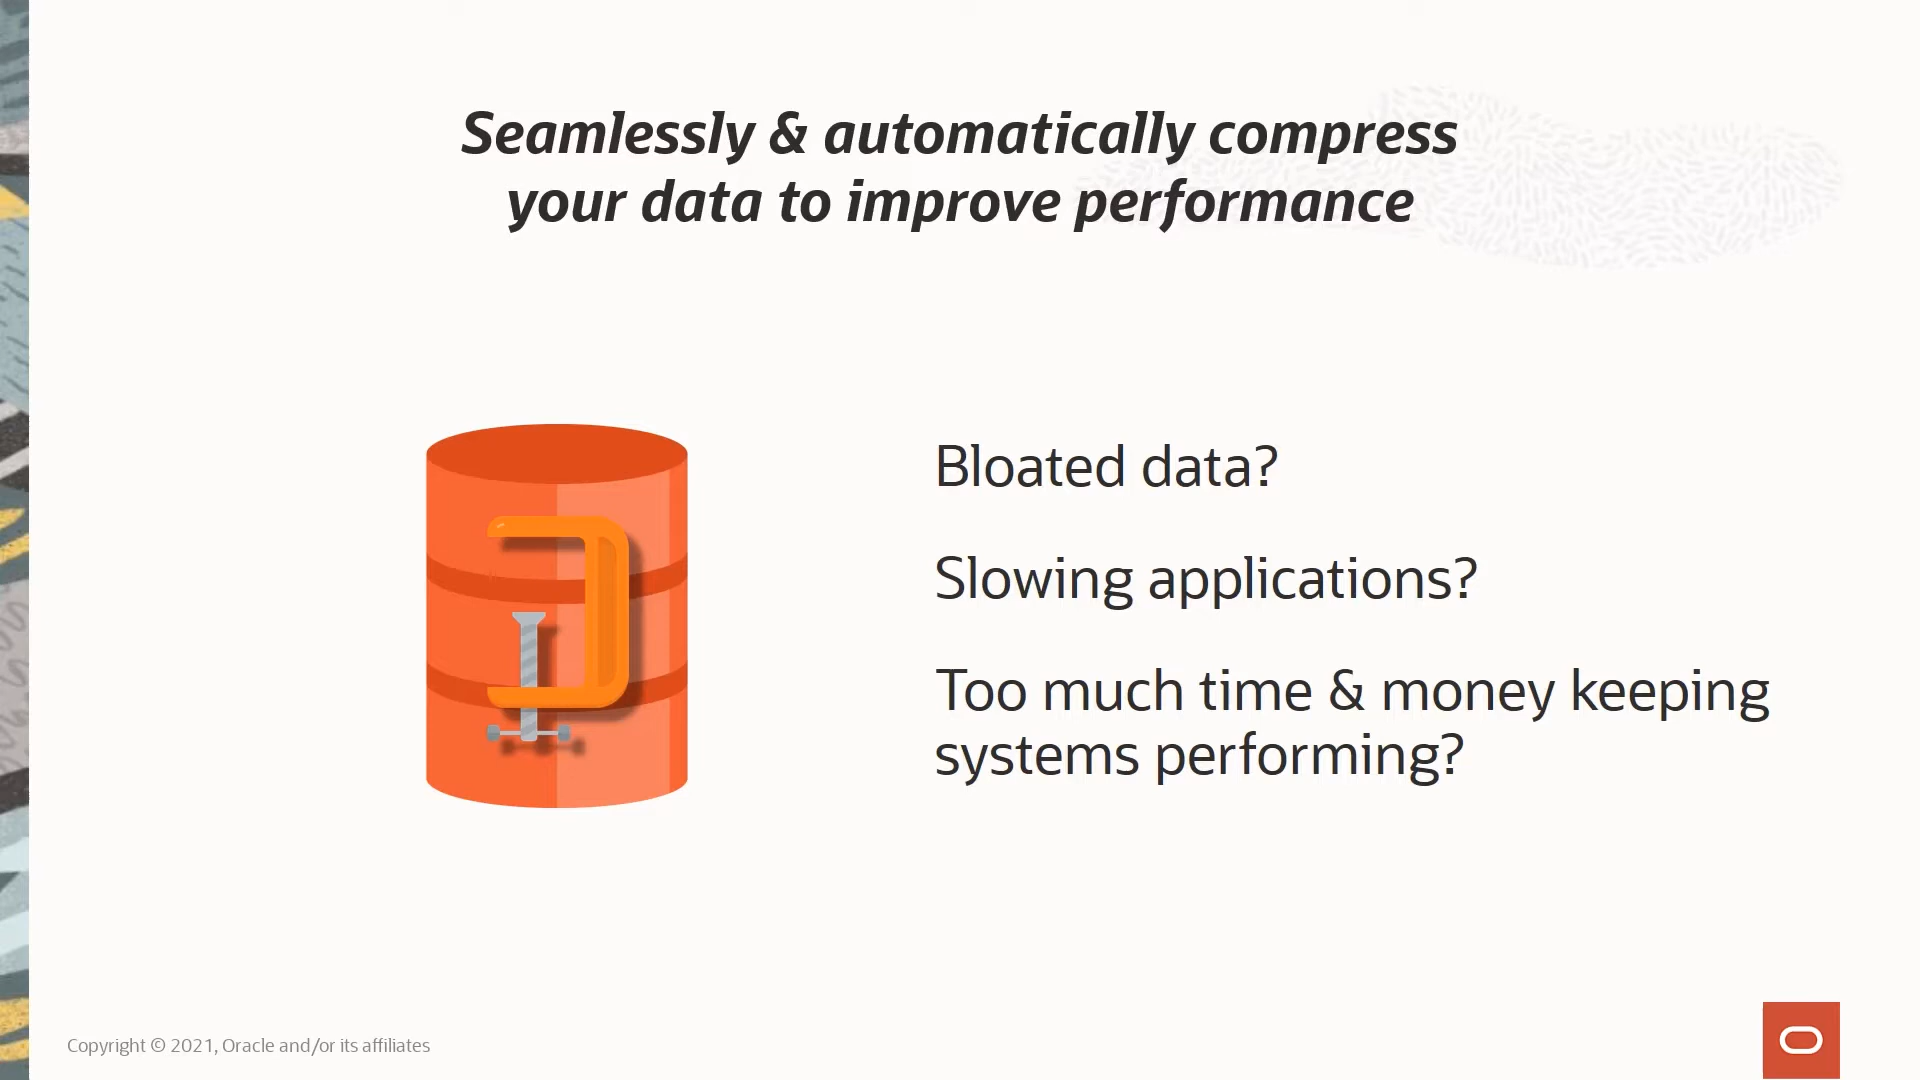 Seamlessly & automatically compress
your data to improve performance
Bloated data?
Slowing applications?
Too much time & money keeping
systems performing?
Copyright © 2021, Oracle and/or its affiliates